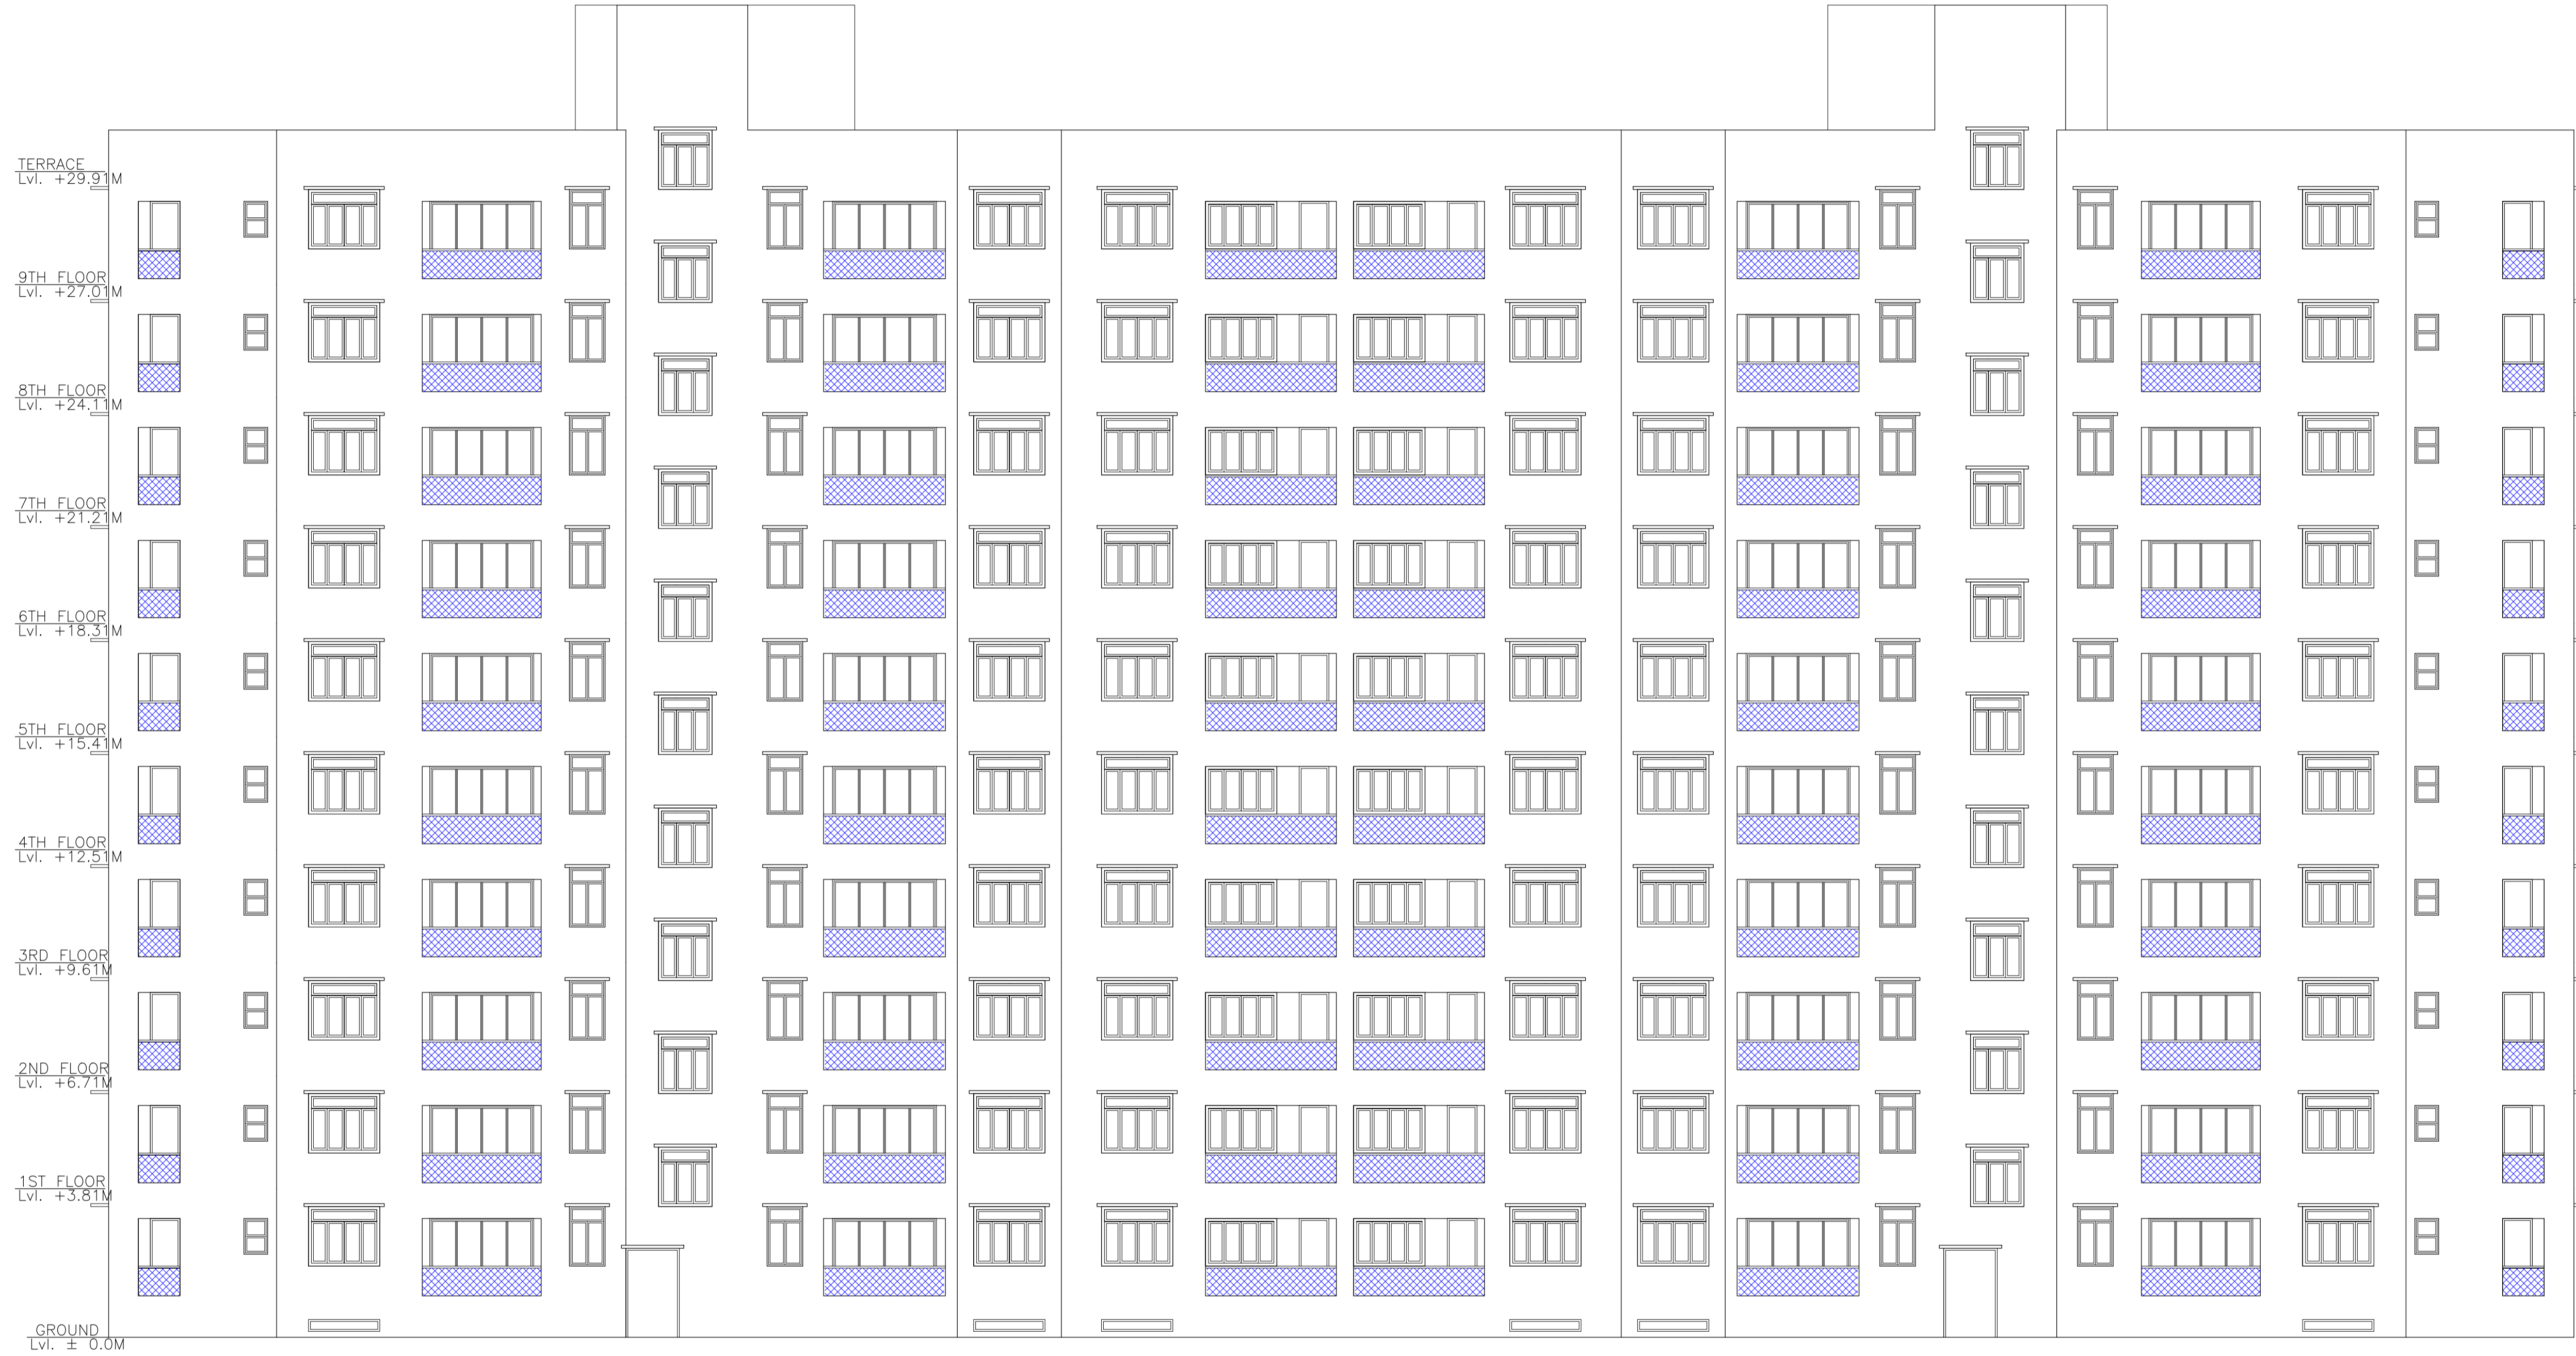 TERRACE
Lvl. +29.91M
9TH FLOOR
Lvl. +27.01M
8TH FLOOR
Lvl. +24.11M
7TH FLOOR
Lvl. +21.21M
6TH FLOOR
Lvl. +18.31M
5TH FLOOR
Lvl. +15.41M
4TH FLOOR
Lvl. +12.51M
3RD FLOOR
Lvl. +9.61M
2ND FLOOR
Lvl. +6.71M
1ST FLOOR
Lvl. +3.81M
GROUND
Lvl. ± 0.0M